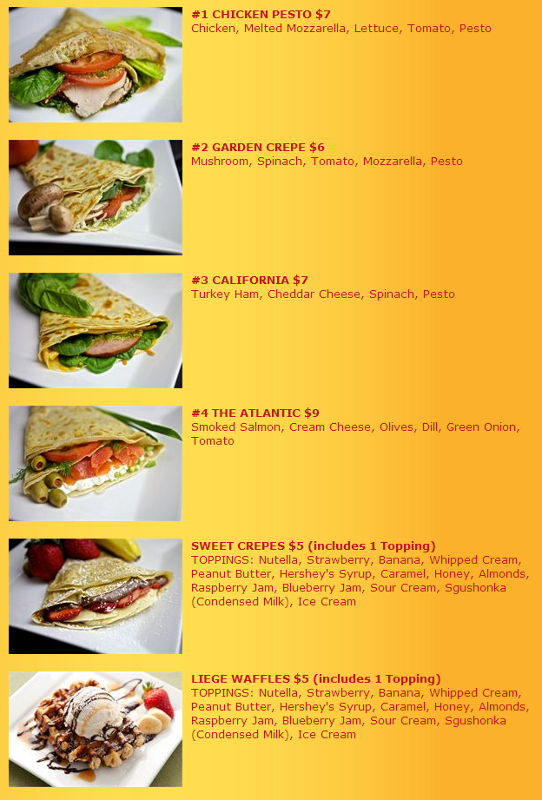 #1 CHICKEN PESTO $7
Chicken, Melted Mozzarella, Lettuce, Tomato, Pesto
#2 GARDEN CREPE $6
Mushroom, Spinach, Tomato, Mozzarella, Pesto
#3 CALIFORNIA $7
Turkey Ham, Cheddar Cheese, Spinach, Pesto
#4 THE ATLANTIC $9
Smoked Salmon, Cream Cheese, Olives, Dill, Green Onion,
Tomato
SWEET CREPES $5 (includes 1 Topping)
TOPPINGS: Nutella, Strawberry, Banana, Whipped Cream,
Peanut Butter, Hershey's Syrup, Caramel, Honey, Almonds,
Raspberry Jam, Blueberry Jam, Sour Cream, Sgushonka
(Condensed Milk), Ice Cream
LIEGE WAFFLES $5 (includes 1 Topping)
TOPPINGS: Nutella, Strawberry, Banana, Whipped Cream,
Peanut Butter, Hershey's Syrup, Caramel, Honey, Almonds,
Raspberry Jam, Blueberry Jam, Sour Cream, Sgushonka
(Condensed Milk), Ice Cream